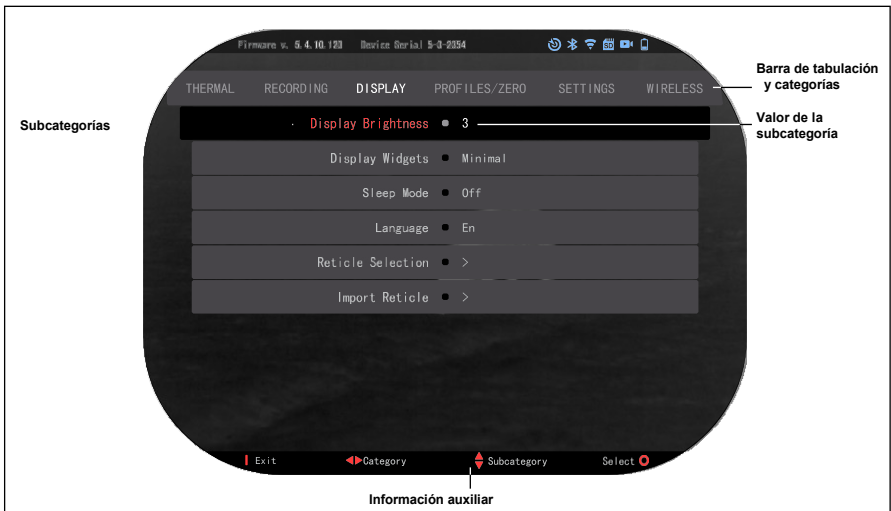 Firmware v. 5.4.10.123 Device Serial 5-0-2354
SD
Barra de tabulación
y categorías
THERMAL RECORDING DISPLAY PROFILES/ZERO SETTINGS WIRELESS
Subcategorías
Display Brightness 3
Valor de la
subcategoría
Display Widgets Minimal
Sleep Mode Off
Language En
Reticle Selection >
Import Reticle >
Exit Category Subcategory Select
Información auxiliar